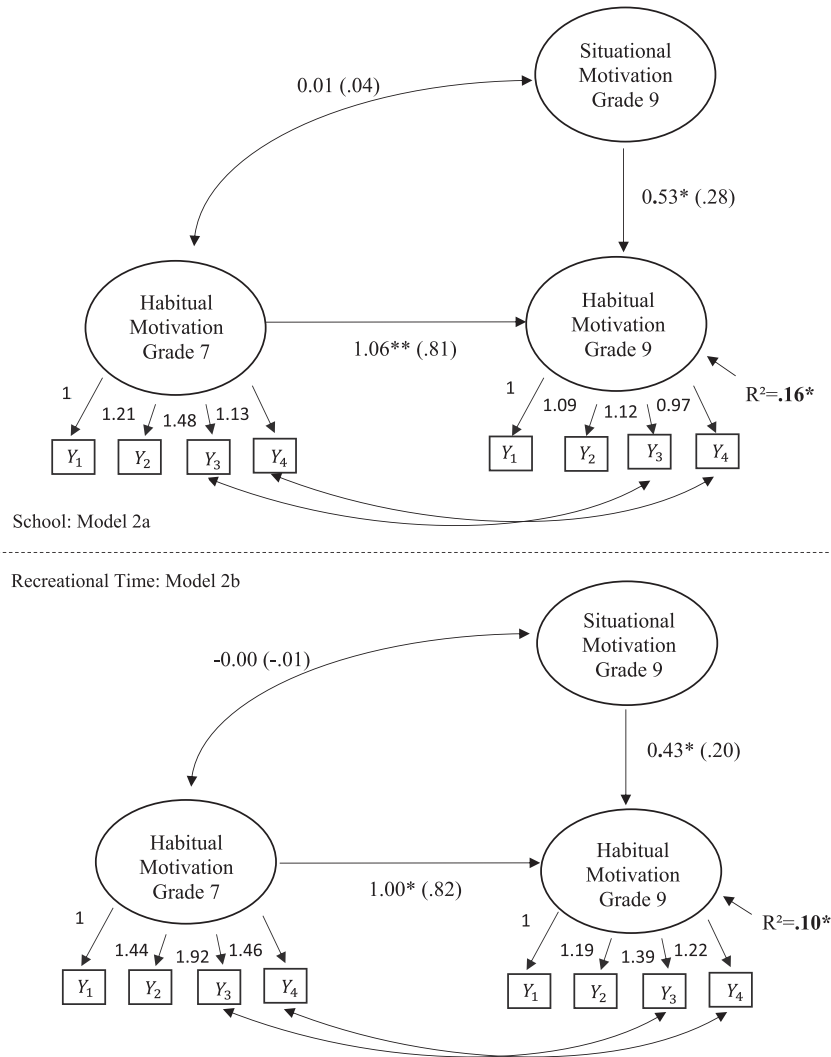 Situational
Motivation
Grade 9
0.01 (.04)
0.53* (.28)
Habitual
Motivation
Grade 7
Habitual
Motivation
Grade 9
1.06** (.81)
R²=.16*
1
1.21
1.48
1.13
1
1.09
1.12
0.97
Y₁
Y₂
Y₃
Y₄
Y₁
Y₂
Y₃
Y₄
School: Model 2a
Recreational Time: Model 2b
Situational
Motivation
Grade 9
-0.00 (-.01)
0.43* (.20)
Habitual
Motivation
Grade 7
Habitual
Motivation
Grade 9
1.00* (.82)
R²=.10*
1
1.44
1.92
1.46
1
1.19
1.39
1.22
Y₁
Y₂
Y₃
Y₄
Y₁
Y₂
Y₃
Y₄